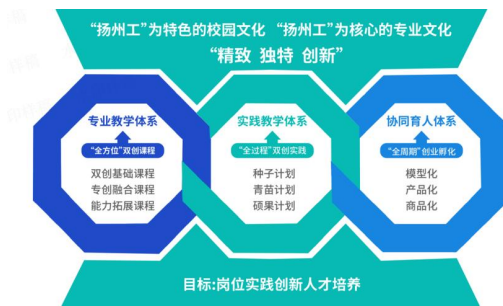 “扬州工”为特色的校园文化 “扬州工”为核心的专业文化
“精致 独特 创新”
专业教学体系
“全方位”双创课程
双创基础课程
专创融合课程
能力拓展课程
实践教学体系
“全过程”双创实践
种子计划
青苗计划
硕果计划
协同育人体系
“全周期”创业孵化
模型化
产品化
商品化
目标:岗位实践创新人才培养